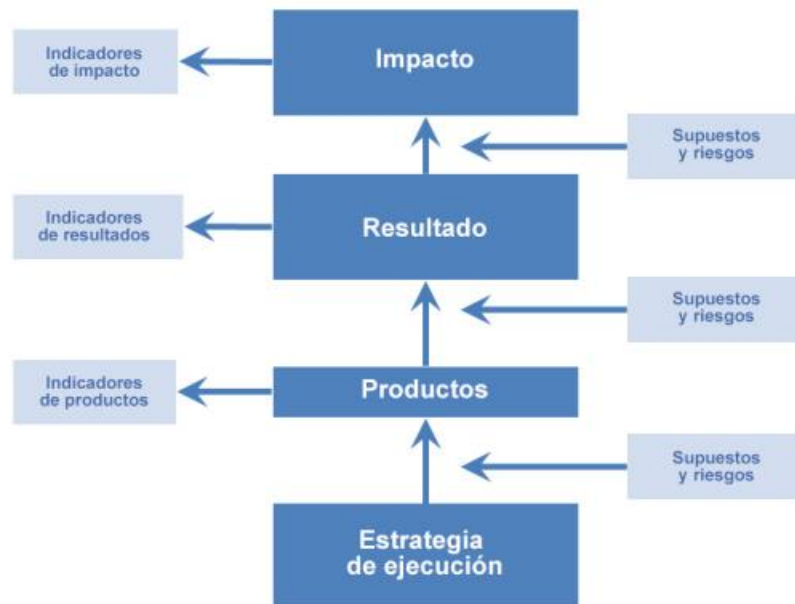 Indicadores
de impacto
Impacto
Supuestos
y riesgos
Indicadores
de resultados
Resultado
Supuestos
y riesgos
Indicadores
de productos
Productos
Supuestos
y riesgos
Estrategia
de ejecución